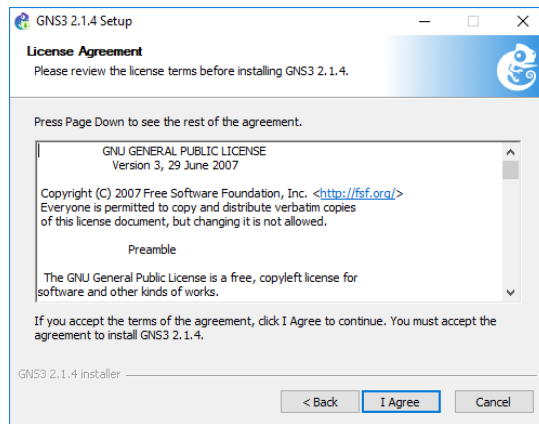 GNS3 2.1.4 Setup
License Agreement
Please review the license terms before installing GNS3 2.1.4.
Press Page Down to see the rest of the agreement.
GNU GENERAL PUBLIC LICENSE
Version 3, 29 June 2007
Copyright (C) 2007 Free Software Foundation, Inc. <http://fsf.org/>
Everyone is permitted to copy and distribute verbatim copies
of this license document, but changing it is not allowed.
Preamble
The GNU General Public License is a free, copyleft license for
software and other kinds of works.
If you accept the terms of the agreement, click I Agree to continue. You must accept the
agreement to install GNS3 2.1.4.
GNS3 2.1.4 installer
< Back I Agree Cancel